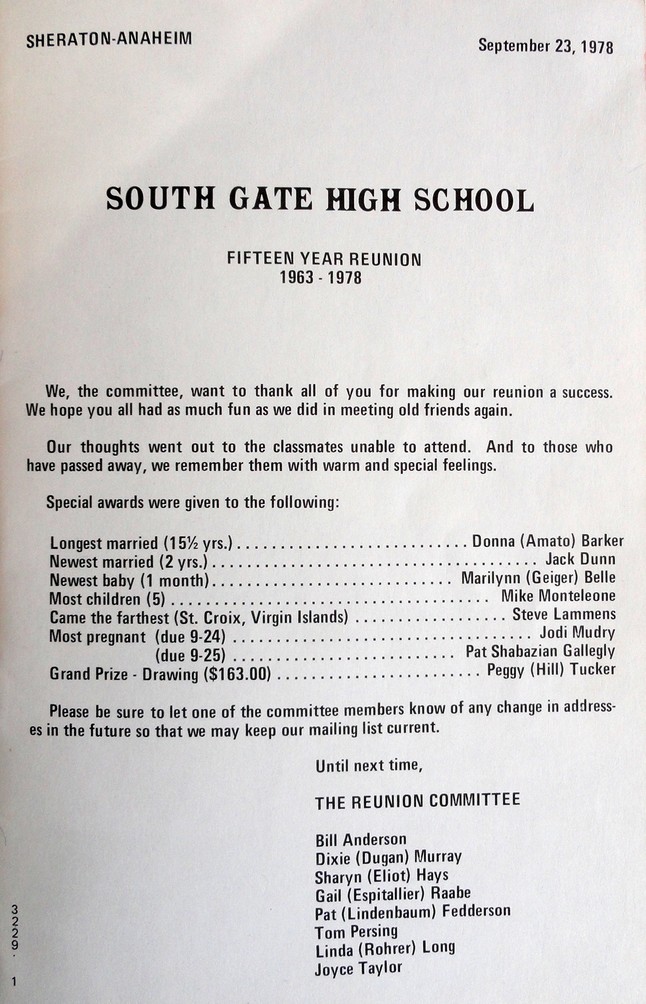 SHERATON-ANAHEIM
September 23, 1978
SOUTH GATE HIGH SCHOOL
FIFTEEN YEAR REUNION
1963 - 1978
We, the committee, want to thank all of you for making our reunion a success.
We hope you all had as much fun as we did in meeting old friends again.
Our thoughts went out to the classmates unable to attend. And to those who
have passed away, we remember them with warm and special feelings.
Special awards were given to the following:
Longest married (15½ yrs.) . . . . . . . . . . . . . . . . . . . . . . . . . . . Donna (Amato) Barker
Newest married (2 yrs.) . . . . . . . . . . . . . . . . . . . . . . . . . . . . . . . . . . . . . Jack Dunn
Newest baby (1 month) . . . . . . . . . . . . . . . . . . . . . . . . . . . . Marilynn (Geiger) Belle
Most children (5) . . . . . . . . . . . . . . . . . . . . . . . . . . . . . . . . . . . . Mike Monteleone
Came the farthest (St. Croix, Virgin Islands) . . . . . . . . . . . . . . . . . Steve Lammens
Most pregnant (due 9-24) . . . . . . . . . . . . . . . . . . . . . . . . . . . . . . . . . . Jodi Mudry
(due 9-25) . . . . . . . . . . . . . . . . . . . . . . . . . Pat Shabazian Gallegly
Grand Prize - Drawing ($163.00) . . . . . . . . . . . . . . . . . . . . . . . Peggy (Hill) Tucker
Please be sure to let one of the committee members know of any change in address-
es in the future so that we may keep our mailing list current.
Until next time,
THE REUNION COMMITTEE
Bill Anderson
Dixie (Dugan) Murray
Sharyn (Eliot) Hays
Gail (Espitallier) Raabe
Pat (Lindenbaum) Fedderson
Tom Persing
Linda (Rohrer) Long
Joyce Taylor
3229. 1